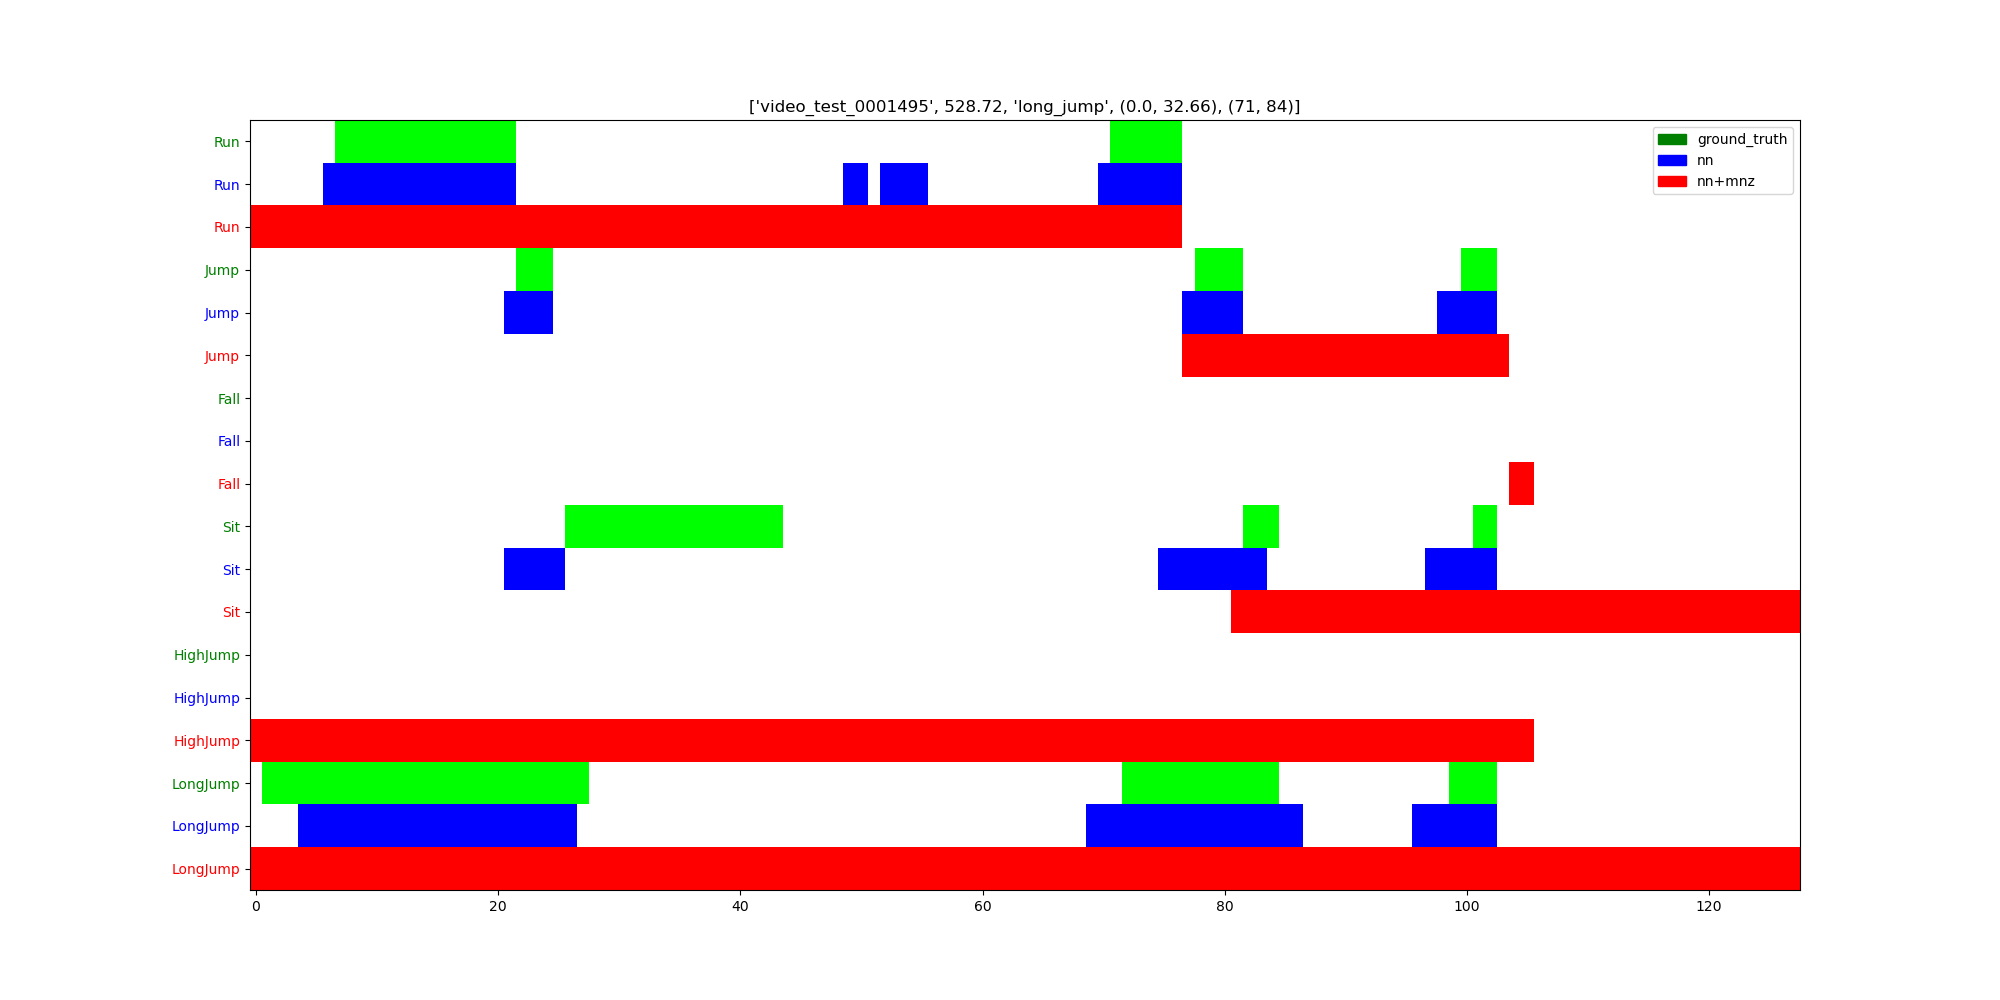 ['video_test_0001495', 528.72, 'long_jump', (0.0, 32.66), (71, 84)]
ground_truth
nn
nn+mnz
Run
Run
Run
Jump
Jump
Jump
Fall
Fall
Fall
Sit
Sit
Sit
HighJump
HighJump
HighJump
LongJump
LongJump
LongJump
0 20 40 60 80 100 120